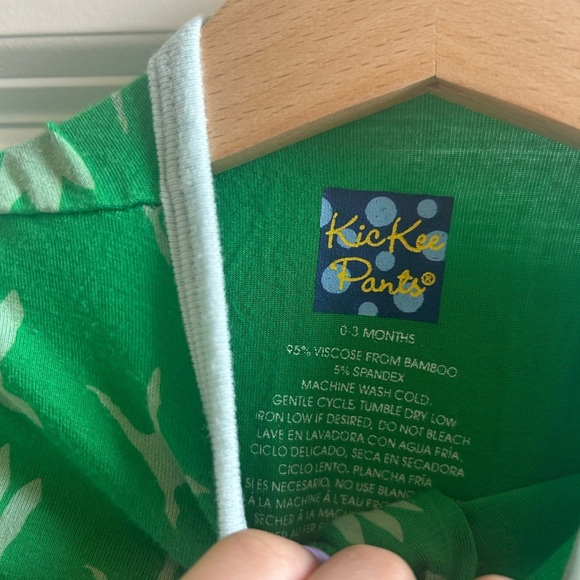 KicKee
Pants®
0-3 MONTHS
95% VISCOSE FROM BAMBOO
5% SPANDEX
MACHINE WASH COLD.
GENTLE CYCLE, TUMBLE DRY LOW
IRON LOW IF DESIRED, DO NOT BLEACH
LAVE EN LAVADORA CON AGUA FRÍA,
CICLO DELICADO, SECA EN SECADORA
CICLO LENTO. PLANCHA FRÍA
SI ES NECESARIO, NO USE
À LA MACHINE À L'EAU
SÉCHER À LA